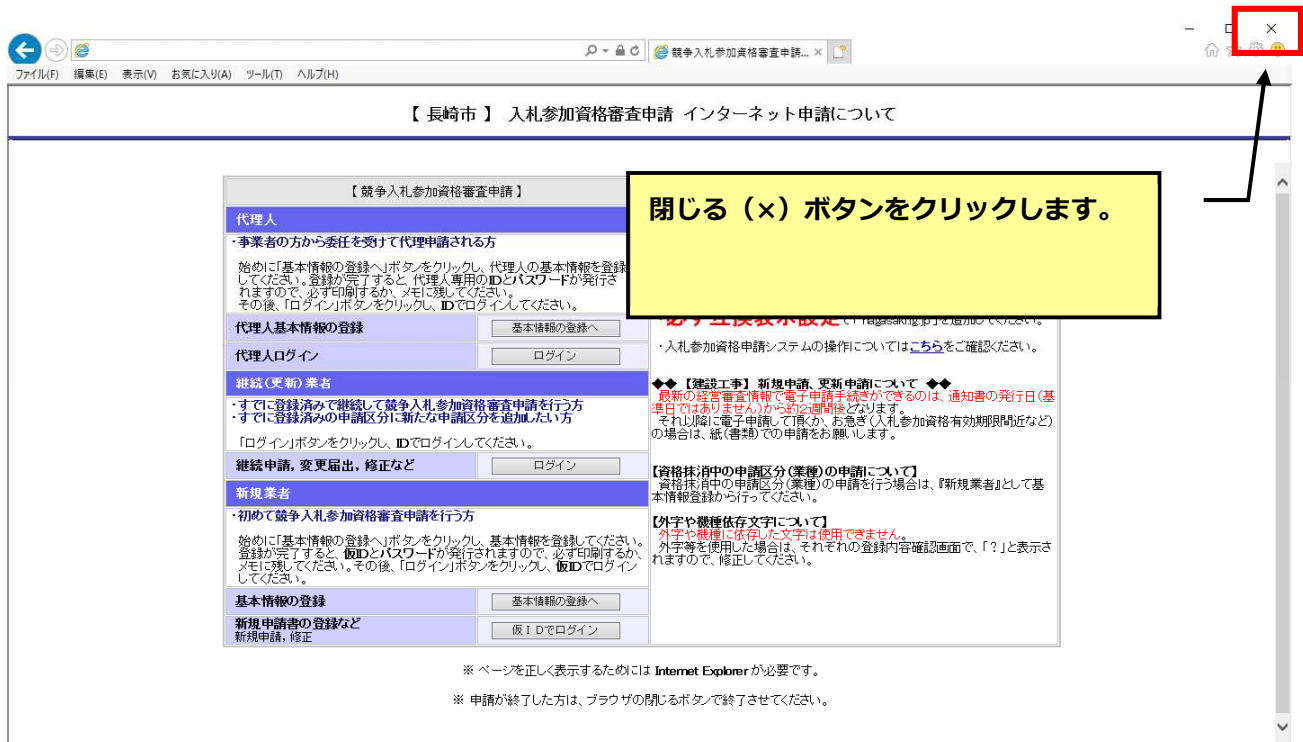 競争入札参加資格審査申請... ×
ファイル(F) 編集(E) 表示(V) お気に入り(A) ツール(T) ヘルプ(H)
【 長崎市 】 入札参加資格審査申請 インターネット申請について
閉じる（×）ボタンをクリックします。
【 競争入札参加資格審査申請 】
代理人
・事業者の方から委任を受けて代理申請される方
始めに「基本情報の登録へ」ボタンをクリックし、代理人の基本情報を登録
してください。登録が完了すると、代理人専用のIDとパスワードが発行さ
れますので、必ず印刷するか、メモに残してください。
その後、「ログイン」ボタンをクリックし、IDでログインしてください。
代理人基本情報の登録 基本情報の登録へ
代理人ログイン ログイン
継続（更新）業者
・すでに登録済みで継続して競争入札参加資格審査申請を行う方
・すでに登録済みの申請区分に新たな申請区分を追加したい方
「ログイン」ボタンをクリックし、IDでログインしてください。
継続申請，変更届出，修正など ログイン
新規業者
・初めて競争入札参加資格審査申請を行う方
始めに「基本情報の登録へ」ボタンをクリックし、基本情報を登録してください。
登録が完了すると、仮IDとパスワードが発行されますので、必ず印刷するか、
メモに残してください。その後、「ログイン」ボタンをクリックし、仮IDでログイン
してください。
基本情報の登録 基本情報の登録へ
新規申請書の登録など 仮ＩＤでログイン
新規申請，修正
・必ず互換表示設定で「nagasaki-lg.jp」を追加してください。
・入札参加資格申請システムの操作についてはこちらをご確認ください。
◆◆ 【建設工事】 新規申請、更新申請について ◆◆
最新の経営審査情報で電子申請手続きができるのは、通知書の発行日（基
準日ではありません）から約2週間後となります。
それ以降に電子申請して頂くか、お急ぎ（入札参加資格有効期限間近など）
の場合は、紙（書類）での申請をお願いします。
【資格抹消中の申請区分（業種）の申請について】
資格抹消中の申請区分（業種）の申請を行う場合は、『新規業者』として基
本情報登録から行ってください。
【外字や機種依存文字について】
外字や機種に依存した文字は使用できません。
外字等を使用した場合は、それぞれの登録内容確認画面で、「？」と表示さ
れますので、修正してください。
※ ページを正しく表示するためには Internet Explorer が必要です。
※ 申請が終了した方は、ブラウザの閉じるボタンで終了させてください。